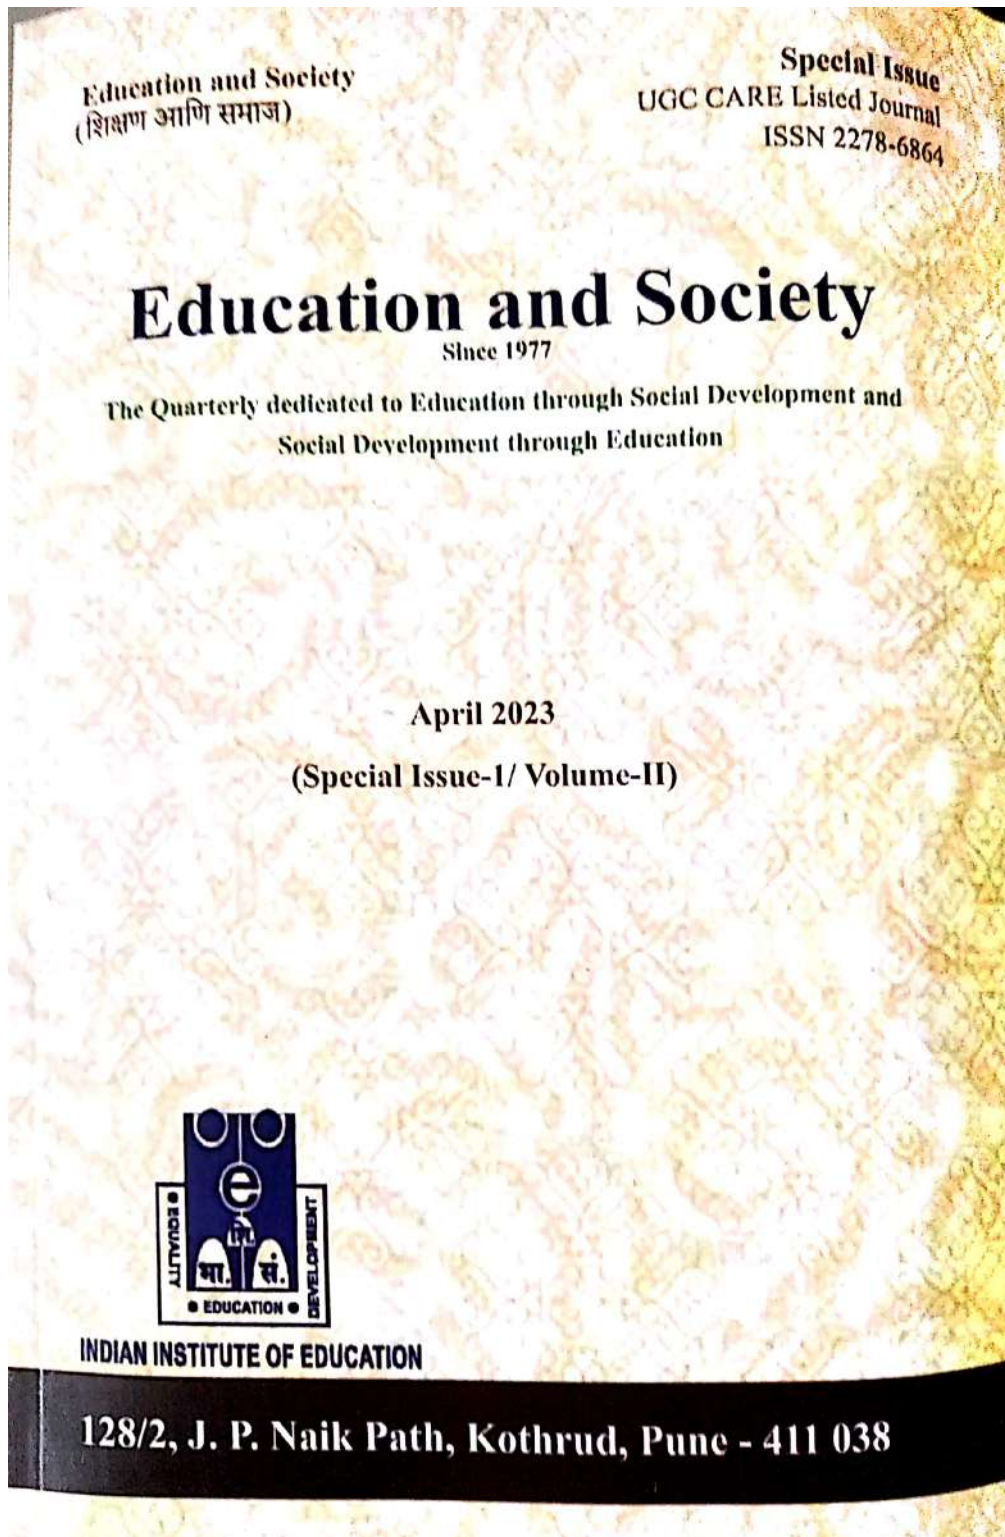 Education and Society
(शिक्षण आणि समाज)
Special Issue
UGC CARE Listed Journal
ISSN 2278-6864
Education and Society
Since 1977
The Quarterly dedicated to Education through Social Development and
Social Development through Education
April 2023
(Special Issue-1/ Volume-II)
e
शि.
भा. सं.
EQUALITY
EDUCATION
DEVELOPMENT
INDIAN INSTITUTE OF EDUCATION
128/2, J. P. Naik Path, Kothrud, Pune - 411 038